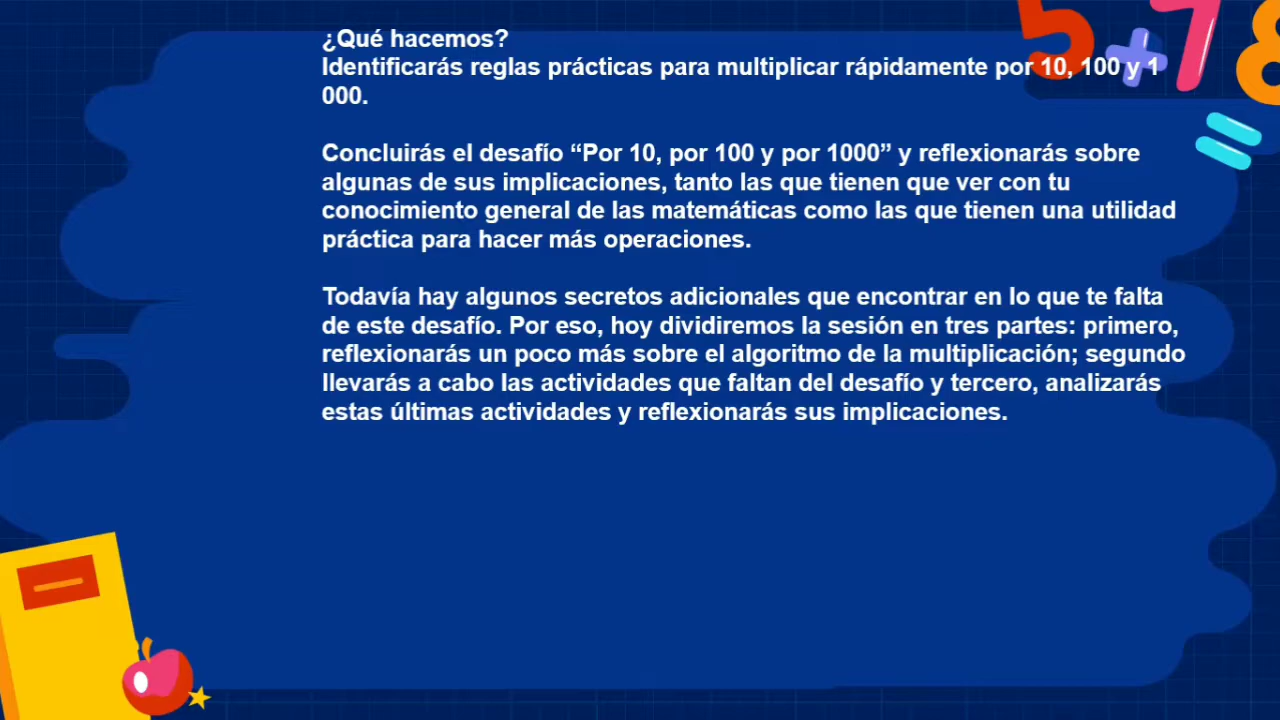 5 + 7 8
=
¿Qué hacemos?
Identificarás reglas prácticas para multiplicar rápidamente por 10, 100 y 1
000.
Concluirás el desafío “Por 10, por 100 y por 1000” y reflexionarás sobre
algunas de sus implicaciones, tanto las que tienen que ver con tu
conocimiento general de las matemáticas como las que tienen una utilidad
práctica para hacer más operaciones.
Todavía hay algunos secretos adicionales que encontrar en lo que te falta
de este desafío. Por eso, hoy dividiremos la sesión en tres partes: primero,
reflexionarás un poco más sobre el algoritmo de la multiplicación; segundo
llevarás a cabo las actividades que faltan del desafío y tercero, analizarás
estas últimas actividades y reflexionarás sus implicaciones.